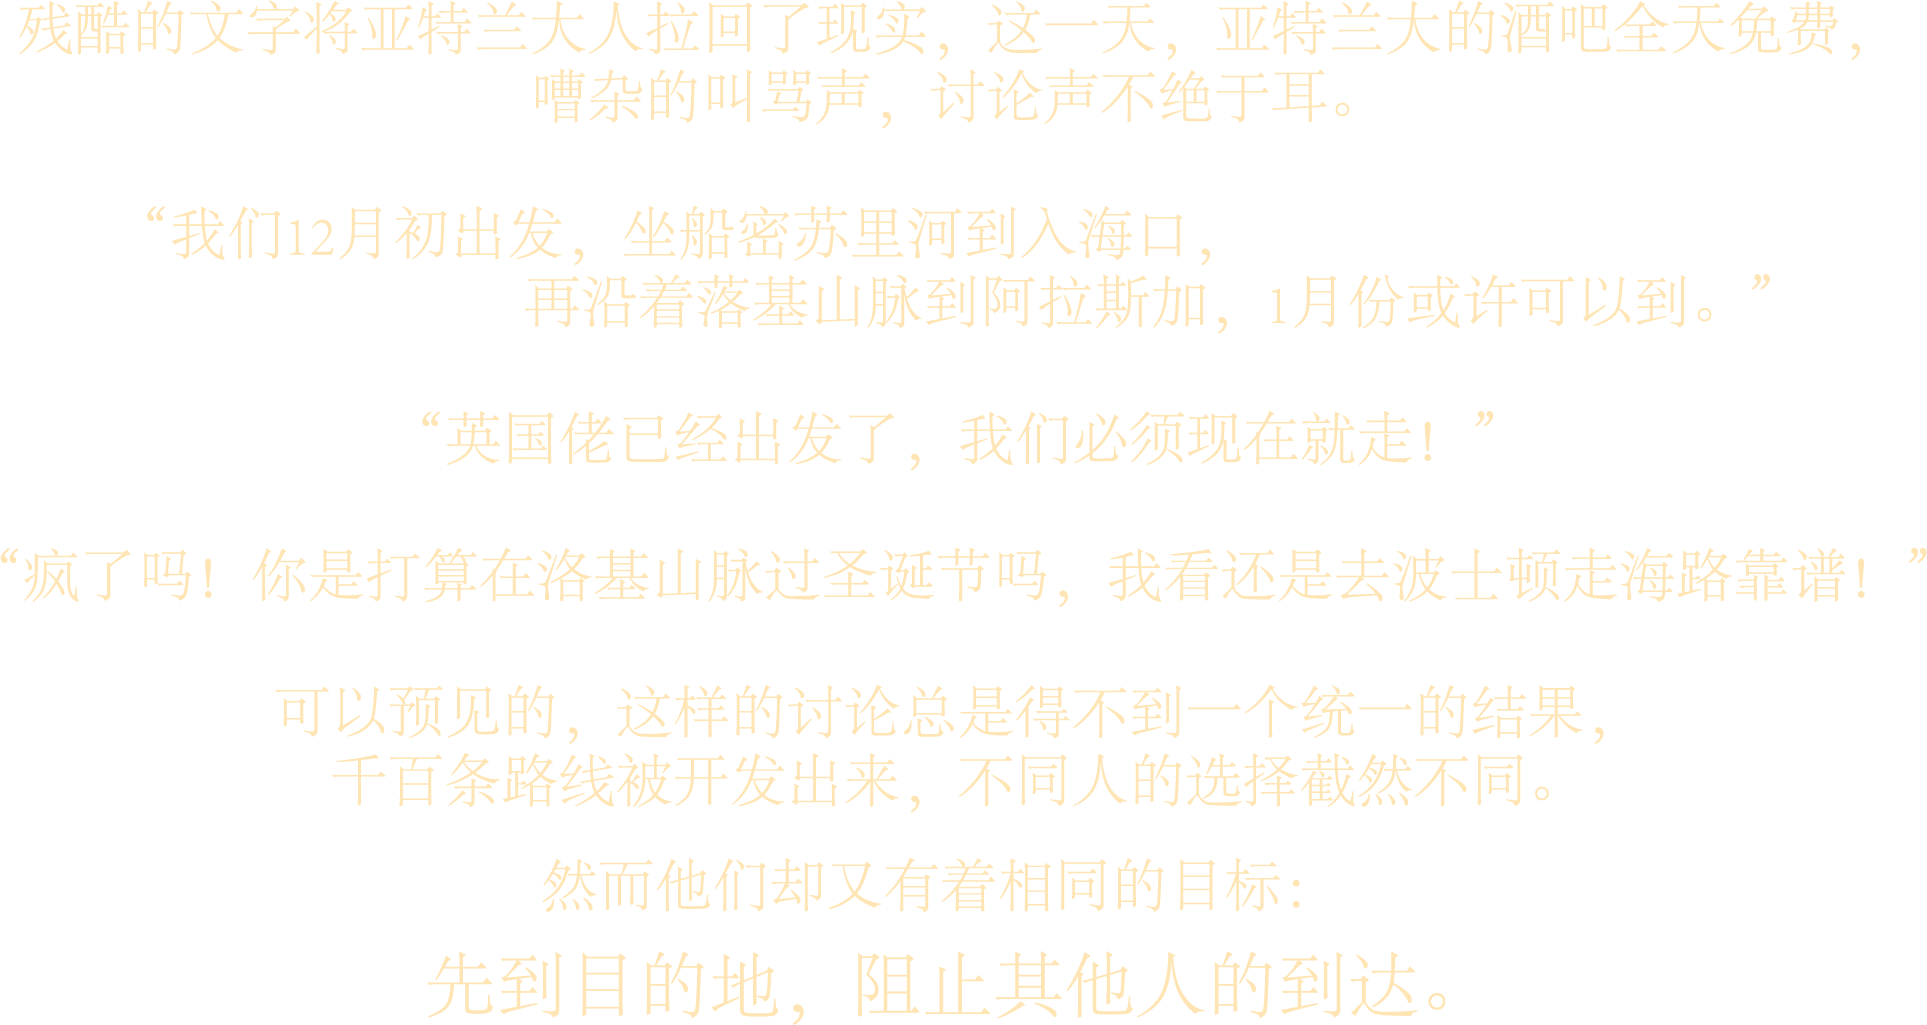 残酷的文字将亚特兰大人拉回了现实，这一天，亚特兰大的酒吧全天免费，
嘈杂的叫骂声，讨论声不绝于耳。
“我们12月初出发，坐船密苏里河到入海口，
再沿着落基山脉到阿拉斯加，1月份或许可以到。”
“英国佬已经出发了，我们必须现在就走！”
“疯了吗！你是打算在洛基山脉过圣诞节吗，我看还是去波士顿走海路靠谱！”
可以预见的，这样的讨论总是得不到一个统一的结果，
千百条路线被开发出来，不同人的选择截然不同。
然而他们却又有着相同的目标：
先到目的地，阻止其他人的到达。